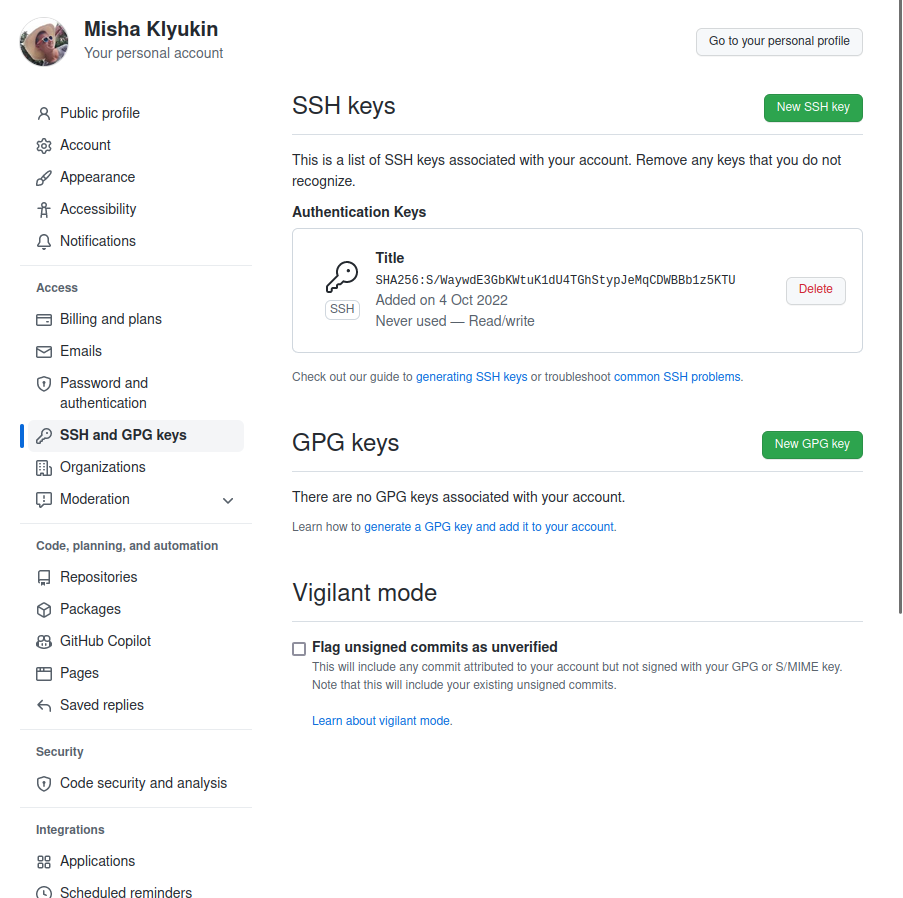 Misha Klyukin
Your personal account
Go to your personal profile
Public profile
Account
Appearance
Accessibility
Notifications
Access
Billing and plans
Emails
Password and
authentication
SSH and GPG keys
Organizations
Moderation
Code, planning, and automation
Repositories
Packages
GitHub Copilot
Pages
Saved replies
Security
Code security and analysis
Integrations
Applications
Scheduled reminders
SSH keys
New SSH key
This is a list of SSH keys associated with your account. Remove any keys that you do not
recognize.
Authentication Keys
SSH
Title
SHA256:S/WaywdE3GbKWtuK1dU4TGhStypJeMqCDWBBb1z5KTU
Added on 4 Oct 2022
Never used — Read/write
Delete
Check out our guide to generating SSH keys or troubleshoot common SSH problems.
GPG keys
New GPG key
There are no GPG keys associated with your account.
Learn how to generate a GPG key and add it to your account.
Vigilant mode
Flag unsigned commits as unverified
This will include any commit attributed to your account but not signed with your GPG or S/MIME key.
Note that this will include your existing unsigned commits.
Learn about vigilant mode.